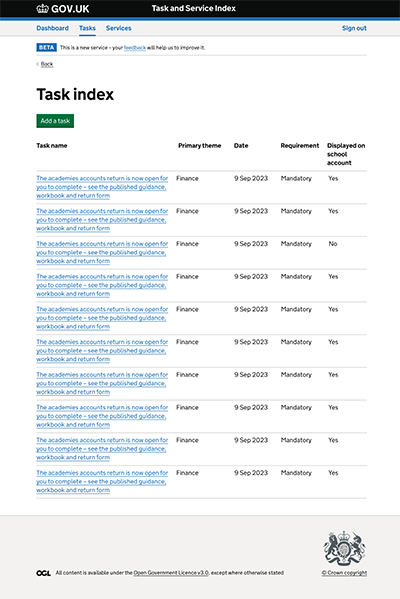 GOV.UK Task and Service Index
Dashboard Tasks Services Sign out
BETA This is a new service – your feedback will help us to improve it.
‹ Back
Task index
Add a task
Task name Primary theme Date Requirement Displayed on
school
account
The academies accounts return is now open for Finance 9 Sep 2023 Mandatory Yes
you to complete – see the published guidance,
workbook and return form
The academies accounts return is now open for Finance 9 Sep 2023 Mandatory Yes
you to complete – see the published guidance,
workbook and return form
The academies accounts return is now open for Finance 9 Sep 2023 Mandatory No
you to complete – see the published guidance,
workbook and return form
The academies accounts return is now open for Finance 9 Sep 2023 Mandatory Yes
you to complete – see the published guidance,
workbook and return form
The academies accounts return is now open for Finance 9 Sep 2023 Mandatory Yes
you to complete – see the published guidance,
workbook and return form
The academies accounts return is now open for Finance 9 Sep 2023 Mandatory Yes
you to complete – see the published guidance,
workbook and return form
The academies accounts return is now open for Finance 9 Sep 2023 Mandatory Yes
you to complete – see the published guidance,
workbook and return form
The academies accounts return is now open for Finance 9 Sep 2023 Mandatory Yes
you to complete – see the published guidance,
workbook and return form
The academies accounts return is now open for Finance 9 Sep 2023 Mandatory Yes
you to complete – see the published guidance,
workbook and return form
The academies accounts return is now open for Finance 9 Sep 2023 Mandatory Yes
you to complete – see the published guidance,
workbook and return form
OGL All content is available under the Open Government Licence v3.0, except where otherwise stated © Crown copyright